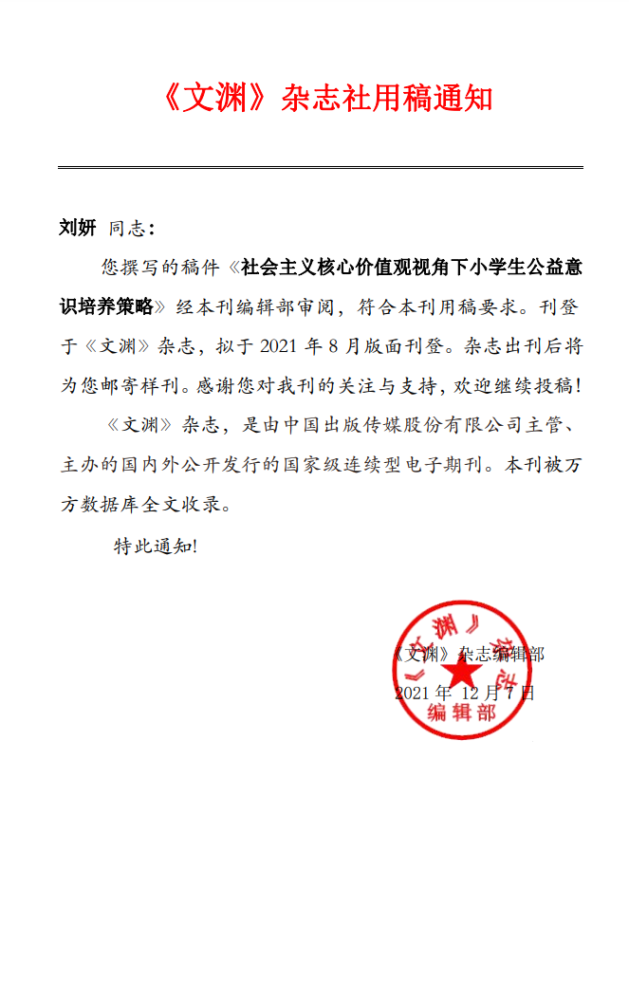 《文渊》杂志社用稿通知
刘妍 同志：
您撰写的稿件《社会主义核心价值观视角下小学生公益意
识培养策略》经本刊编辑部审阅，符合本刊用稿要求。刊登
于《文渊》杂志，拟于 2021 年 8 月版面刊登。杂志出刊后将
为您邮寄样刊。感谢您对我刊的关注与支持，欢迎继续投稿！
《文渊》杂志，是由中国出版传媒股份有限公司主管、
主办的国内外公开发行的国家级连续型电子期刊。本刊被万
方数据库全文收录。
特此通知！
《文渊》杂志
《文渊》杂志编辑部
2021 年 12 月 7 日
编辑部